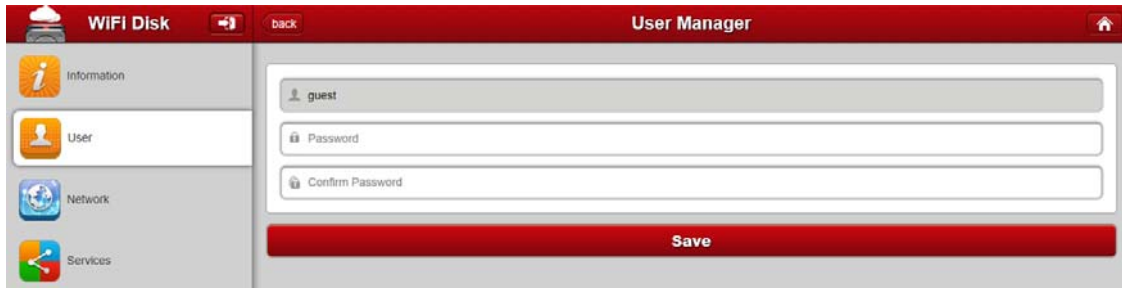 WiFi Disk
back
User Manager
Information
User
Network
Services
guest
Password
Confirm Password
Save